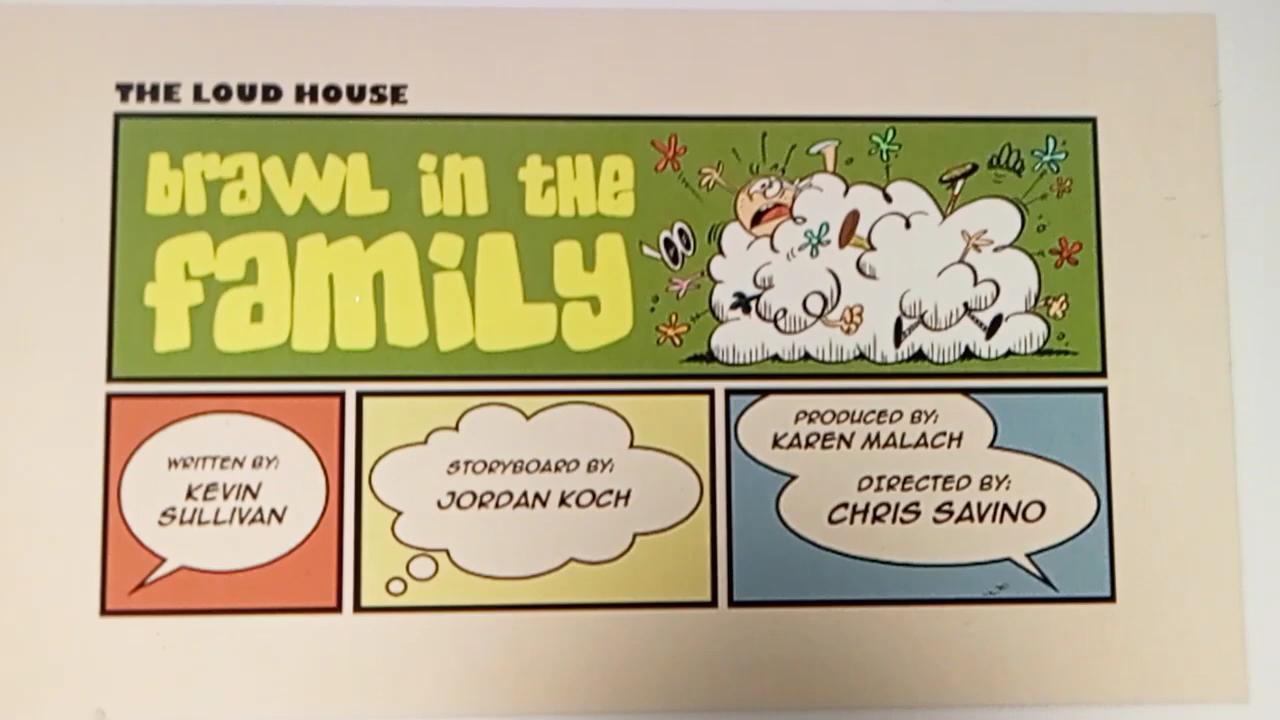 THE LOUD HOUSE
brawl in the
family
WRITTEN BY:
KEVIN
SULLIVAN
STORYBOARD BY:
JORDAN KOCH
PRODUCED BY:
KAREN MALACH
DIRECTED BY:
CHRIS SAVINO